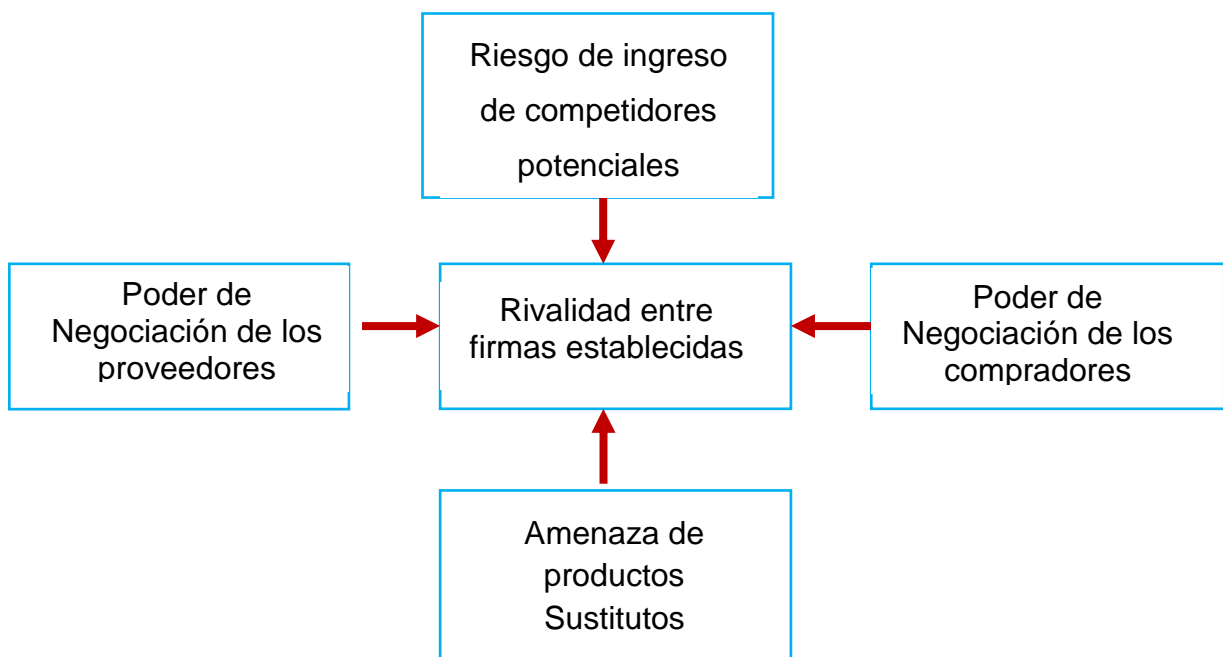 Riesgo de ingreso
de competidores
potenciales
Poder de
Negociación de los
proveedores
Rivalidad entre
firmas establecidas
Poder de
Negociación de los
compradores
Amenaza de
productos
Sustitutos